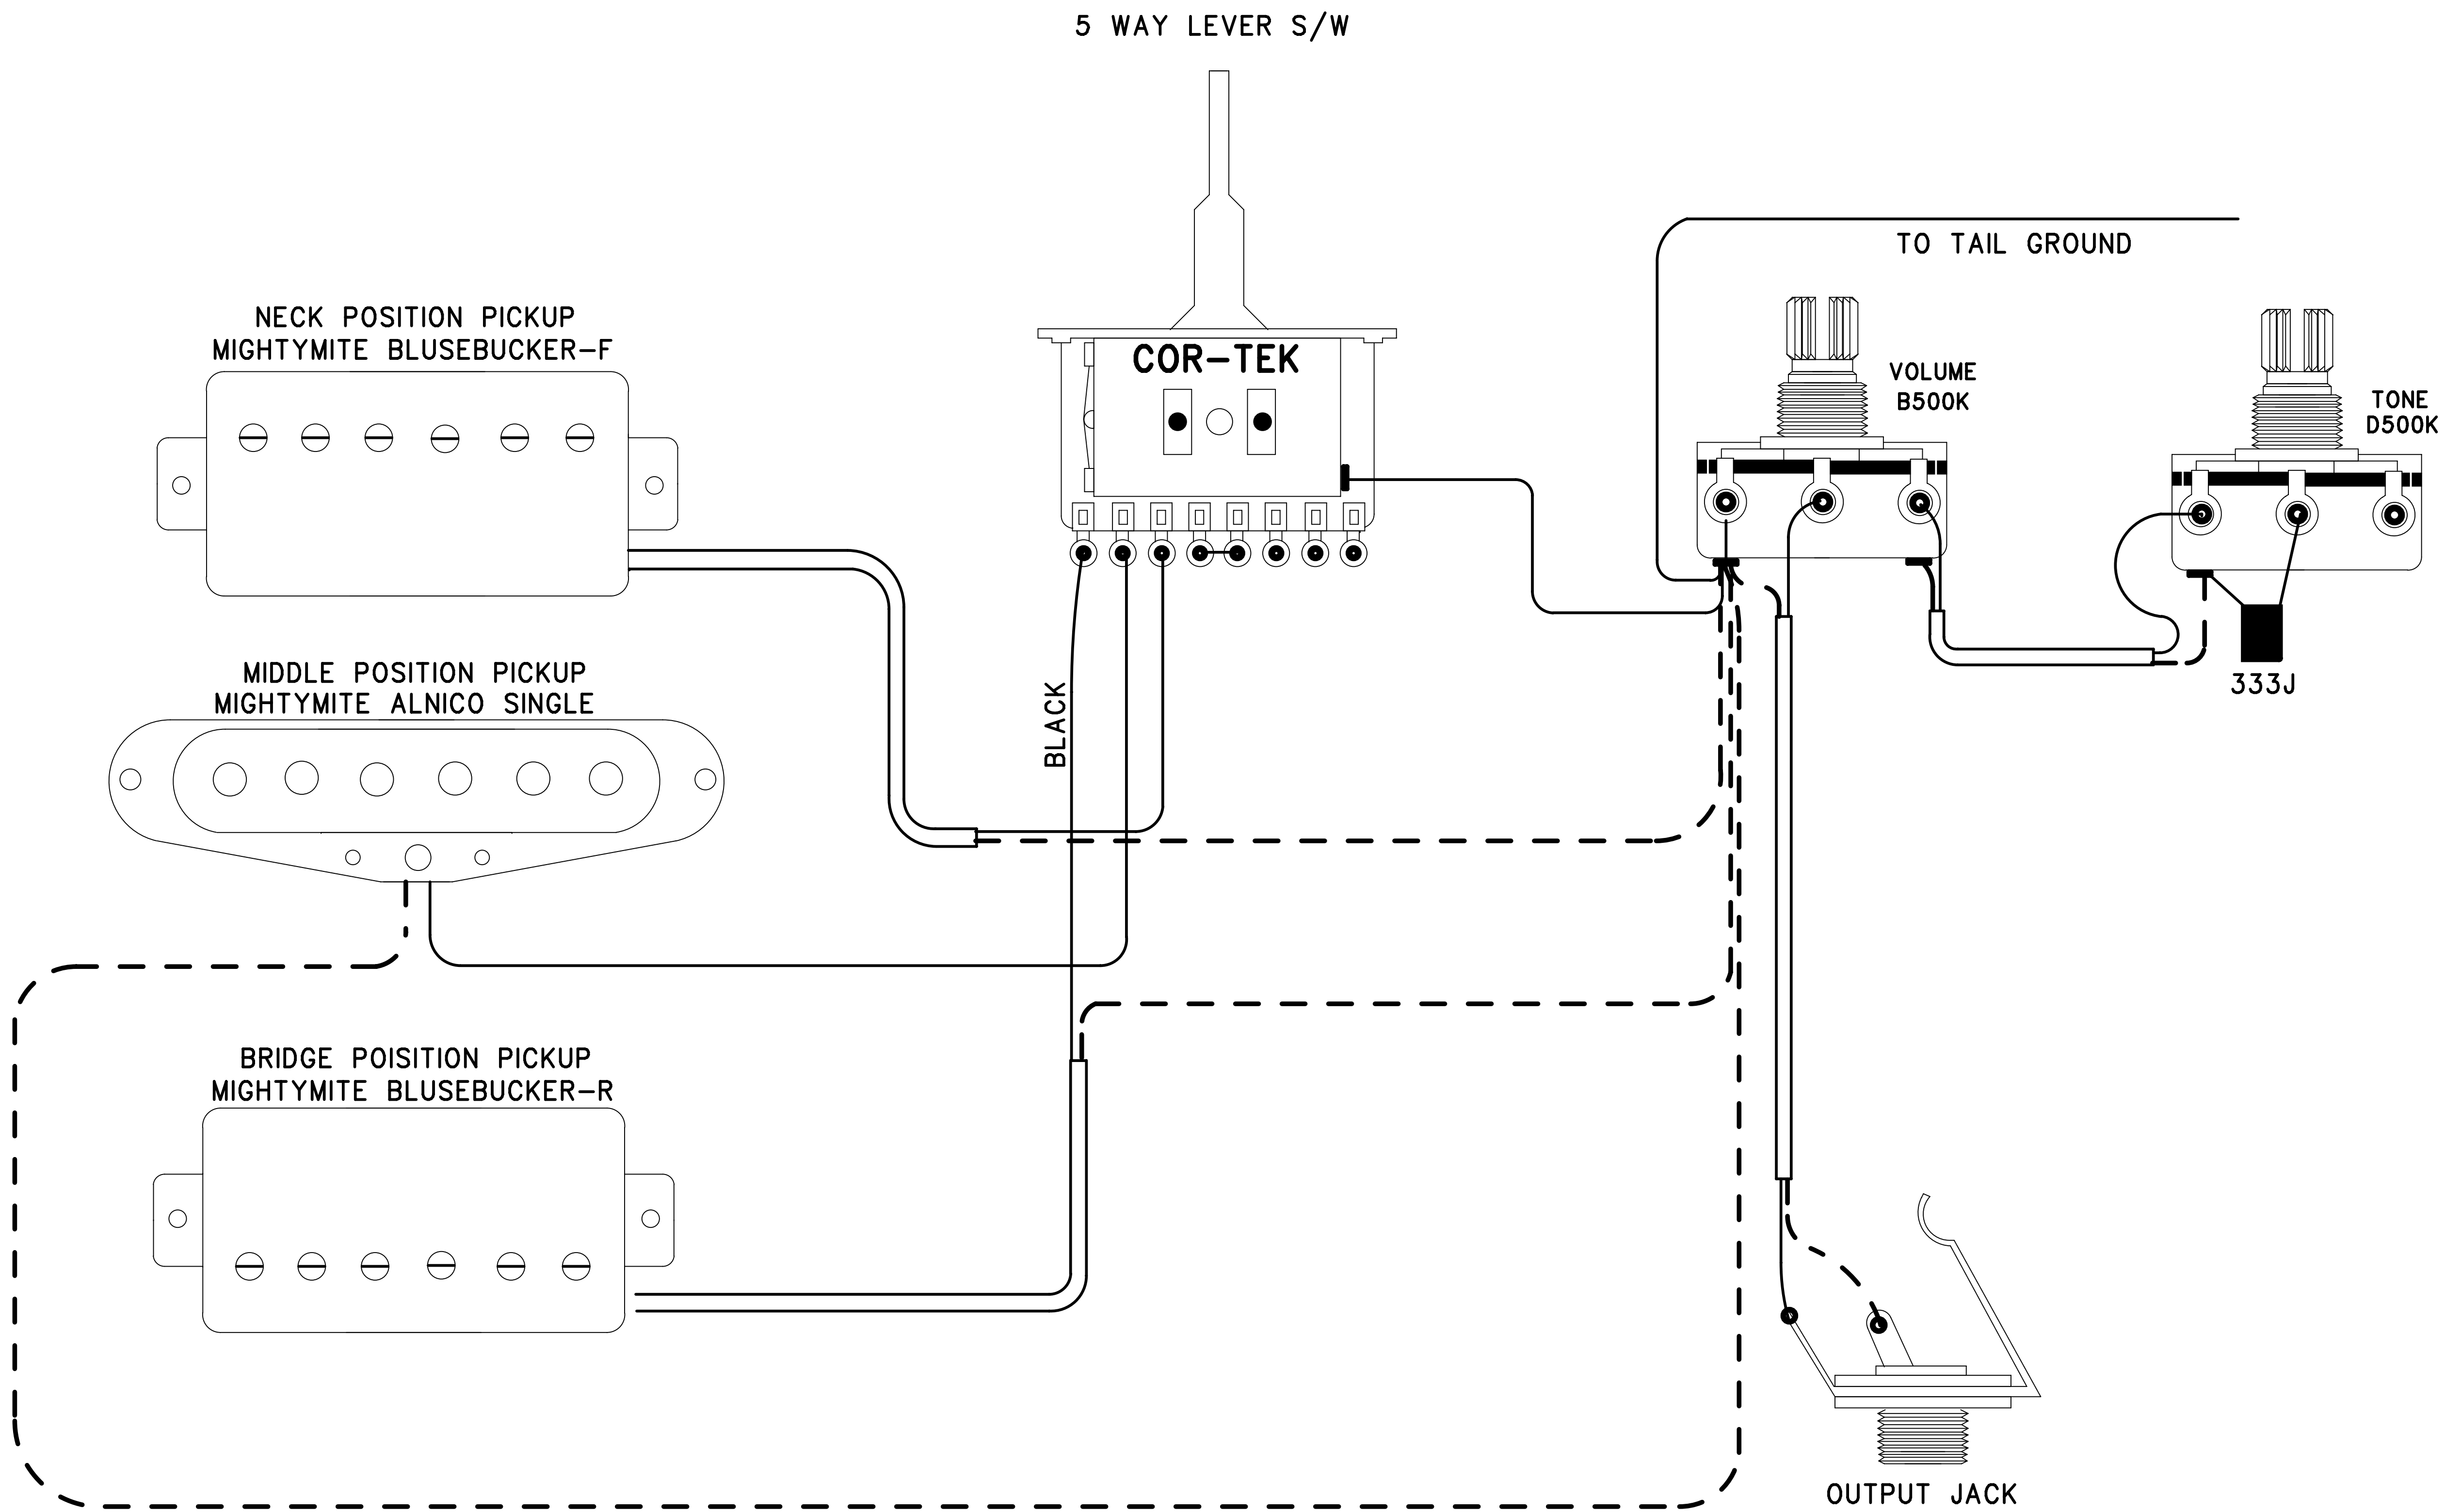 5 WAY LEVER S/W
TO TAIL GROUND
NECK POSITION PICKUP
MIGHTYMITE BLUSEBUCKER-F
COR-TEK
VOLUME
B500K
TONE
D500K
MIDDLE POSITION PICKUP
MIGHTYMITE ALNICO SINGLE
BLACK
333J
BRIDGE POISITION PICKUP
MIGHTYMITE BLUSEBUCKER-R
OUTPUT JACK